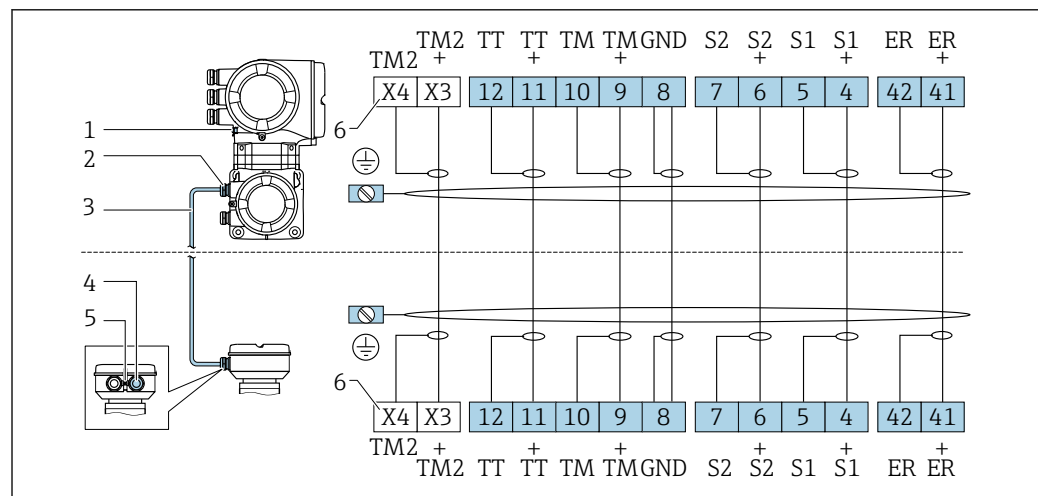 TM2 TT TT TM TM GND S2 S2 S1 S1 ER ER
TM2 + + + + + +
X4 X3 12 11 10 9 8 7 6 5 4 42 41
6
1
2
3
4
5
6
X4 X3 12 11 10 9 8 7 6 5 4 42 41
TM2 + + + + + +
TM2 TT TT TM TM GND S2 S2 S1 S1 ER ER